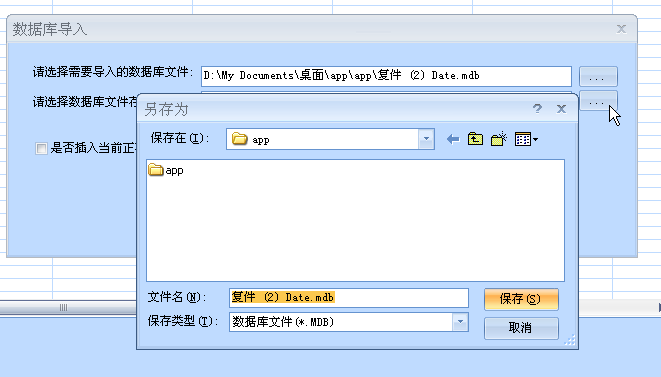 数据库导入
请选择需要导入的数据库文件:
D:\My Documents\桌面\app\app\复件 (2) Date.mdb
...
请选择数据库文件存
...
是否插入当前正
另存为
保存在(I):
app
app
文件名(N):
复件 (2) Date.mdb
保存(S)
保存类型(T):
数据库文件(*.MDB)
取消